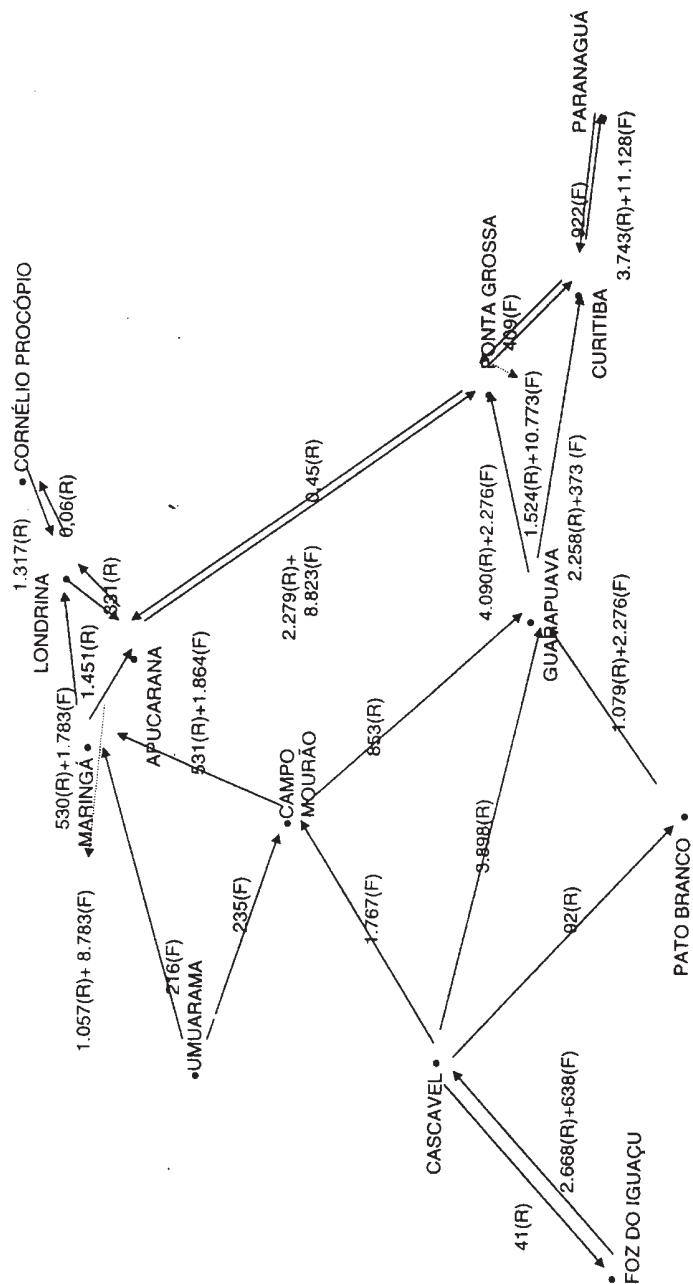 CORNÉLIO PROCÓPIO
1.317(R)
0,06(R)
LONDRINA
331(R)
530(R)+1.783(F)
1.451(R)
MARINGÁ
APUCARANA
1.057(R)+ 8.783(F)
531(R)+1.864(F)
216(F)
UMUARAMA
235(F)
CAMPO
MOURÃO
0,45(R)
2.279(R)+
8.823(F)
853(R)
PONTA GROSSA
409(F)
922(F)
PARANAGUÁ
3.743(R)+11.128(F)
CURITIBA
1.524(R)+10.773(F)
4.090(R)+2.276(F)
2.258(R)+373 (F)
GUARAPUAVA
1.767(F)
3.898(R)
1.079(R)+2.276(F)
92(R)
CASCAVEL
PATO BRANCO
41(R)
2.668(R)+638(F)
FOZ DO IGUAÇU